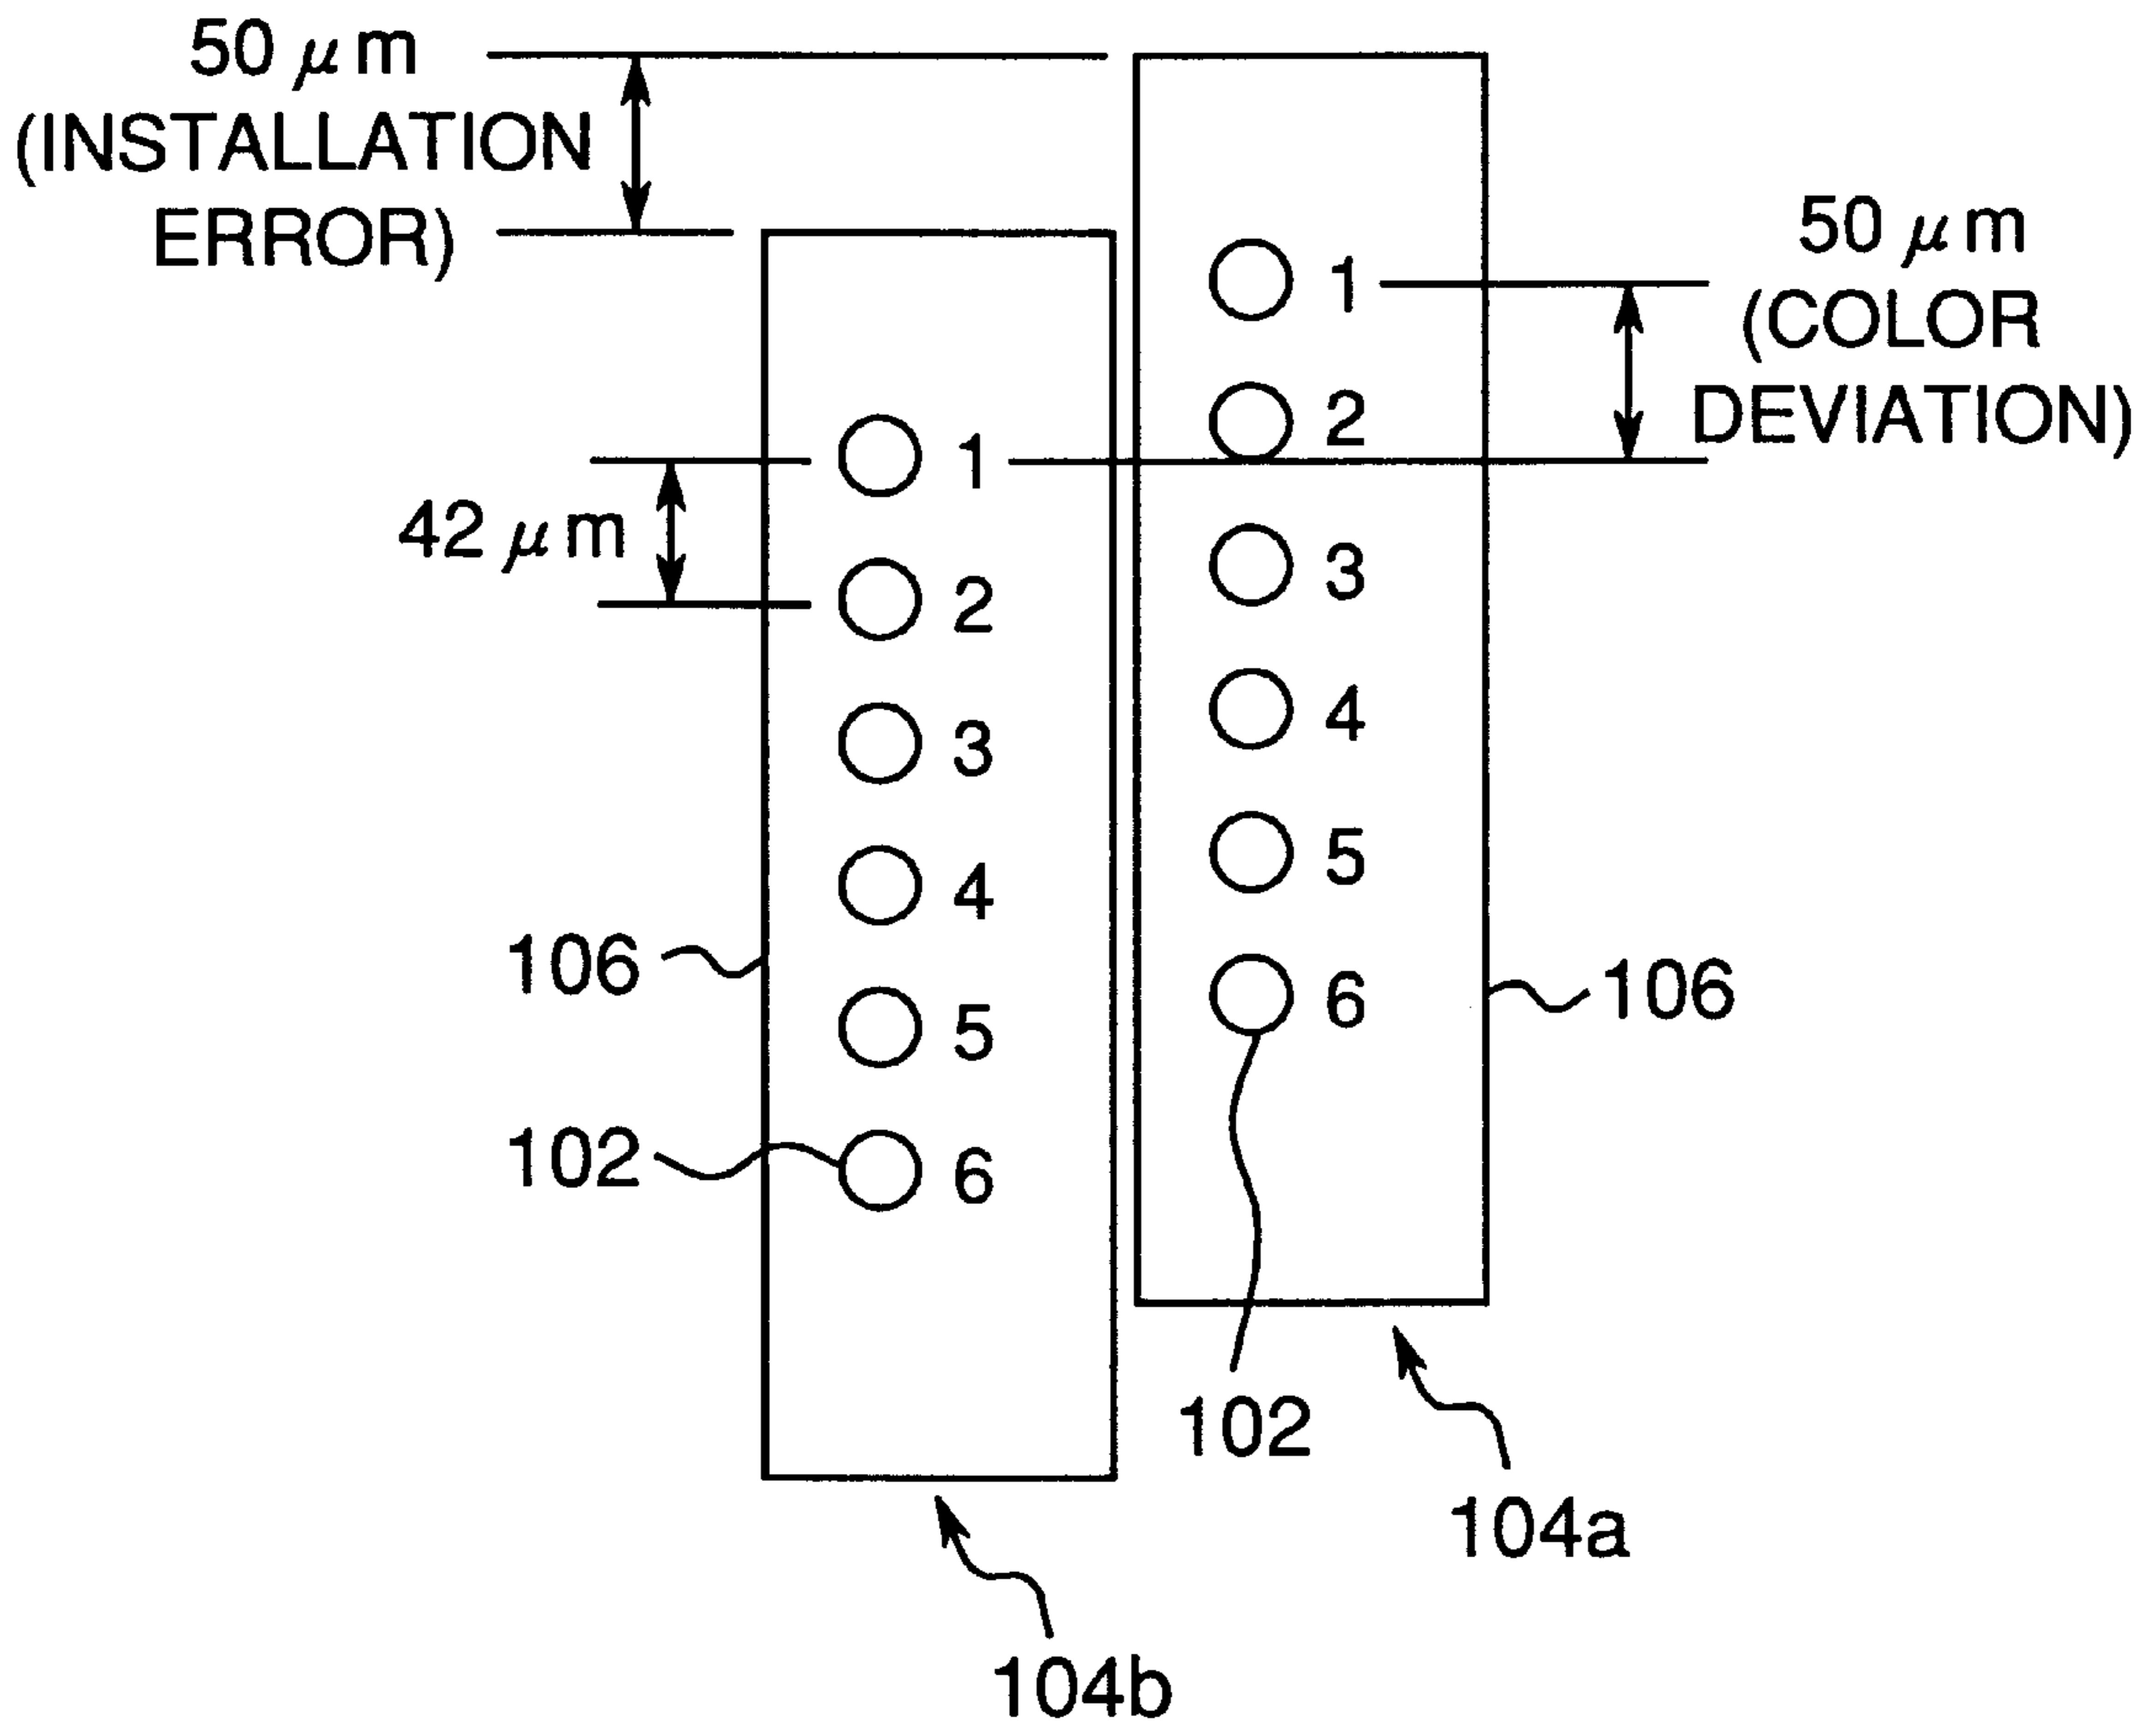 50 μm
(INSTALLATION
ERROR)
50 μm
(COLOR
DEVIATION)
42 μm
1
2
3
4
5
6
1
2
3
4
5
6
106
102
106
102
104a
104b